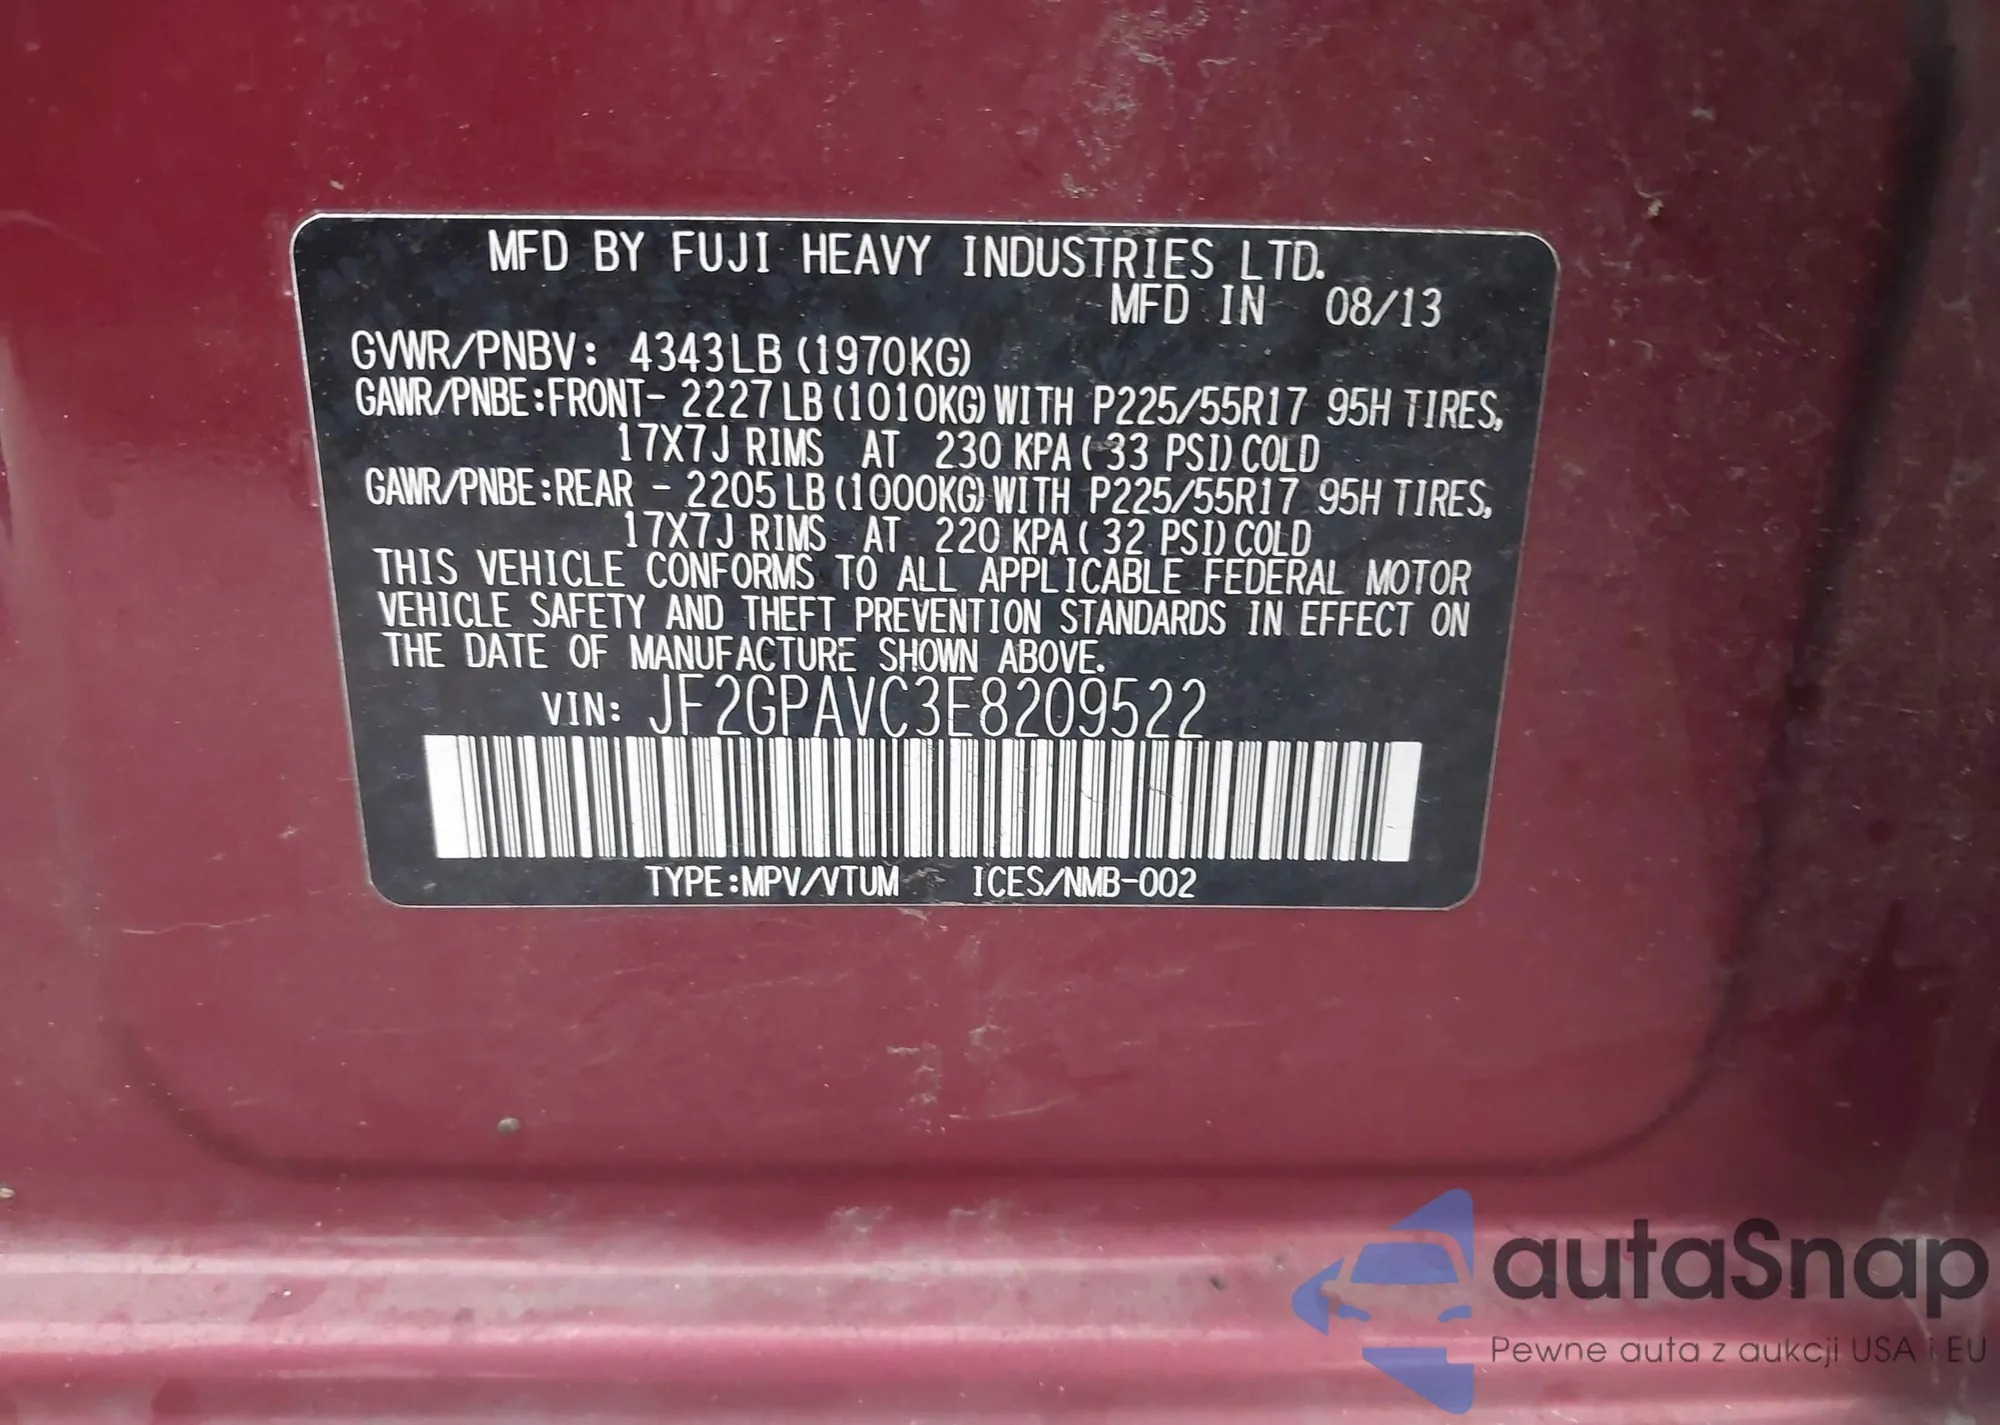 MFD BY FUJI HEAVY INDUSTRIES LTD.
MFD IN 08/13
GVWR/PNBV: 4343LB (1970KG)
GAWR/PNBE:FRONT- 2227LB (1010KG) WITH P225/55R17 95H TIRES,
17X7J RIMS AT 230 KPA ( 33 PSI) COLD
GAWR/PNBE:REAR - 2205LB (1000KG) WITH P225/55R17 95H TIRES,
17X7J RIMS AT 220 KPA ( 32 PSI) COLD
THIS VEHICLE CONFORMS TO ALL APPLICABLE FEDERAL MOTOR
VEHICLE SAFETY AND THEFT PREVENTION STANDARDS IN EFFECT ON
THE DATE OF MANUFACTURE SHOWN ABOVE.
VIN: JF2GPAVC3E8209522
TYPE:MPV/VTUM ICES/NMB-002
autaSnap
Pewne auta z aukcji USA i EU